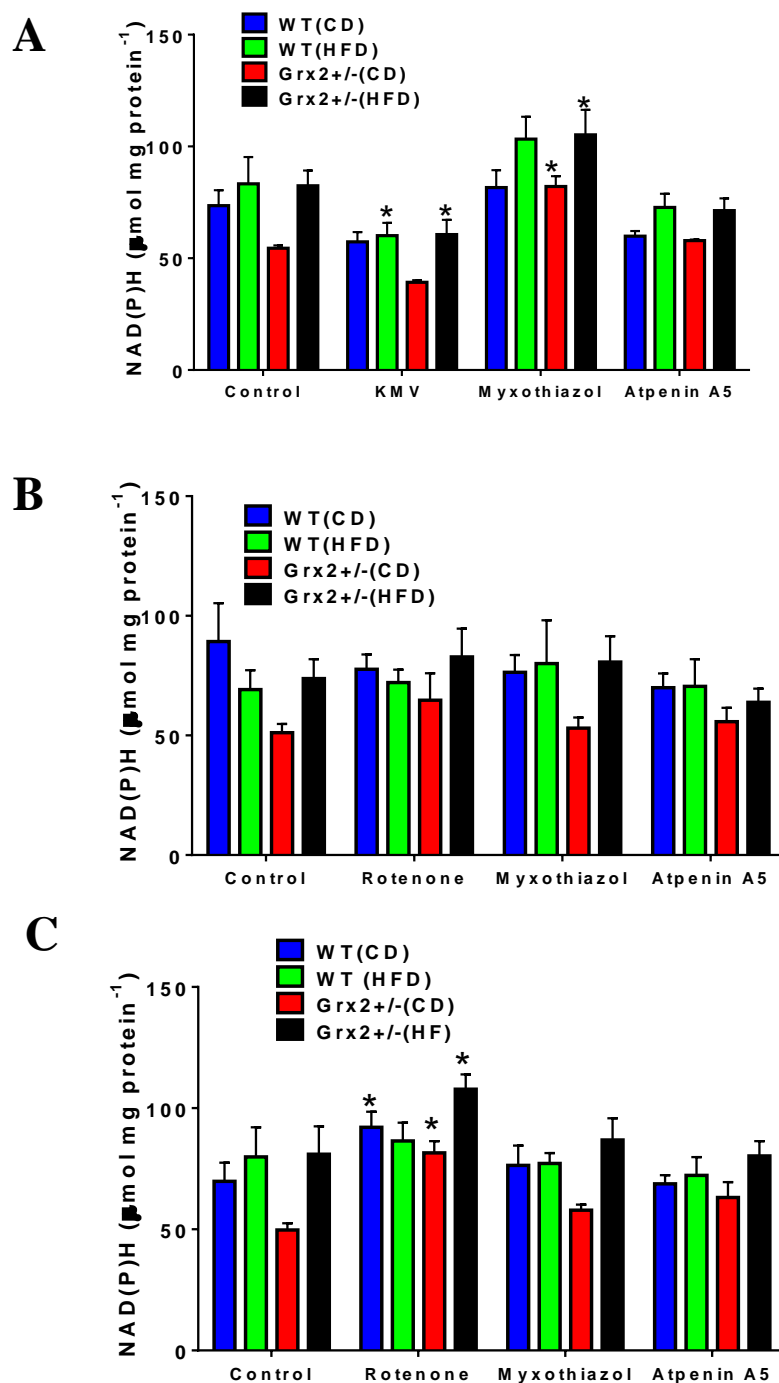 A
WT(CD)
WT(HFD)
Grx2+/-(CD)
Grx2+/-(HFD)
NAD(P)H (μmol mg protein⁻¹)
150
100
50
0
* * * *
Control KMV Myxothiazol Atpenin A5
B
WT(CD)
WT(HFD)
Grx2+/-(CD)
Grx2+/-(HFD)
NAD(P)H (μmol mg protein⁻¹)
150
100
50
0
Control Rotenone Myxothiazol Atpenin A5
C
WT(CD)
WT (HFD)
Grx2+/-(CD)
Grx2+/-(HF)
NAD(P)H (μmol mg protein⁻¹)
150
100
50
0
* * *
Control Rotenone Myxothiazol Atpenin A5